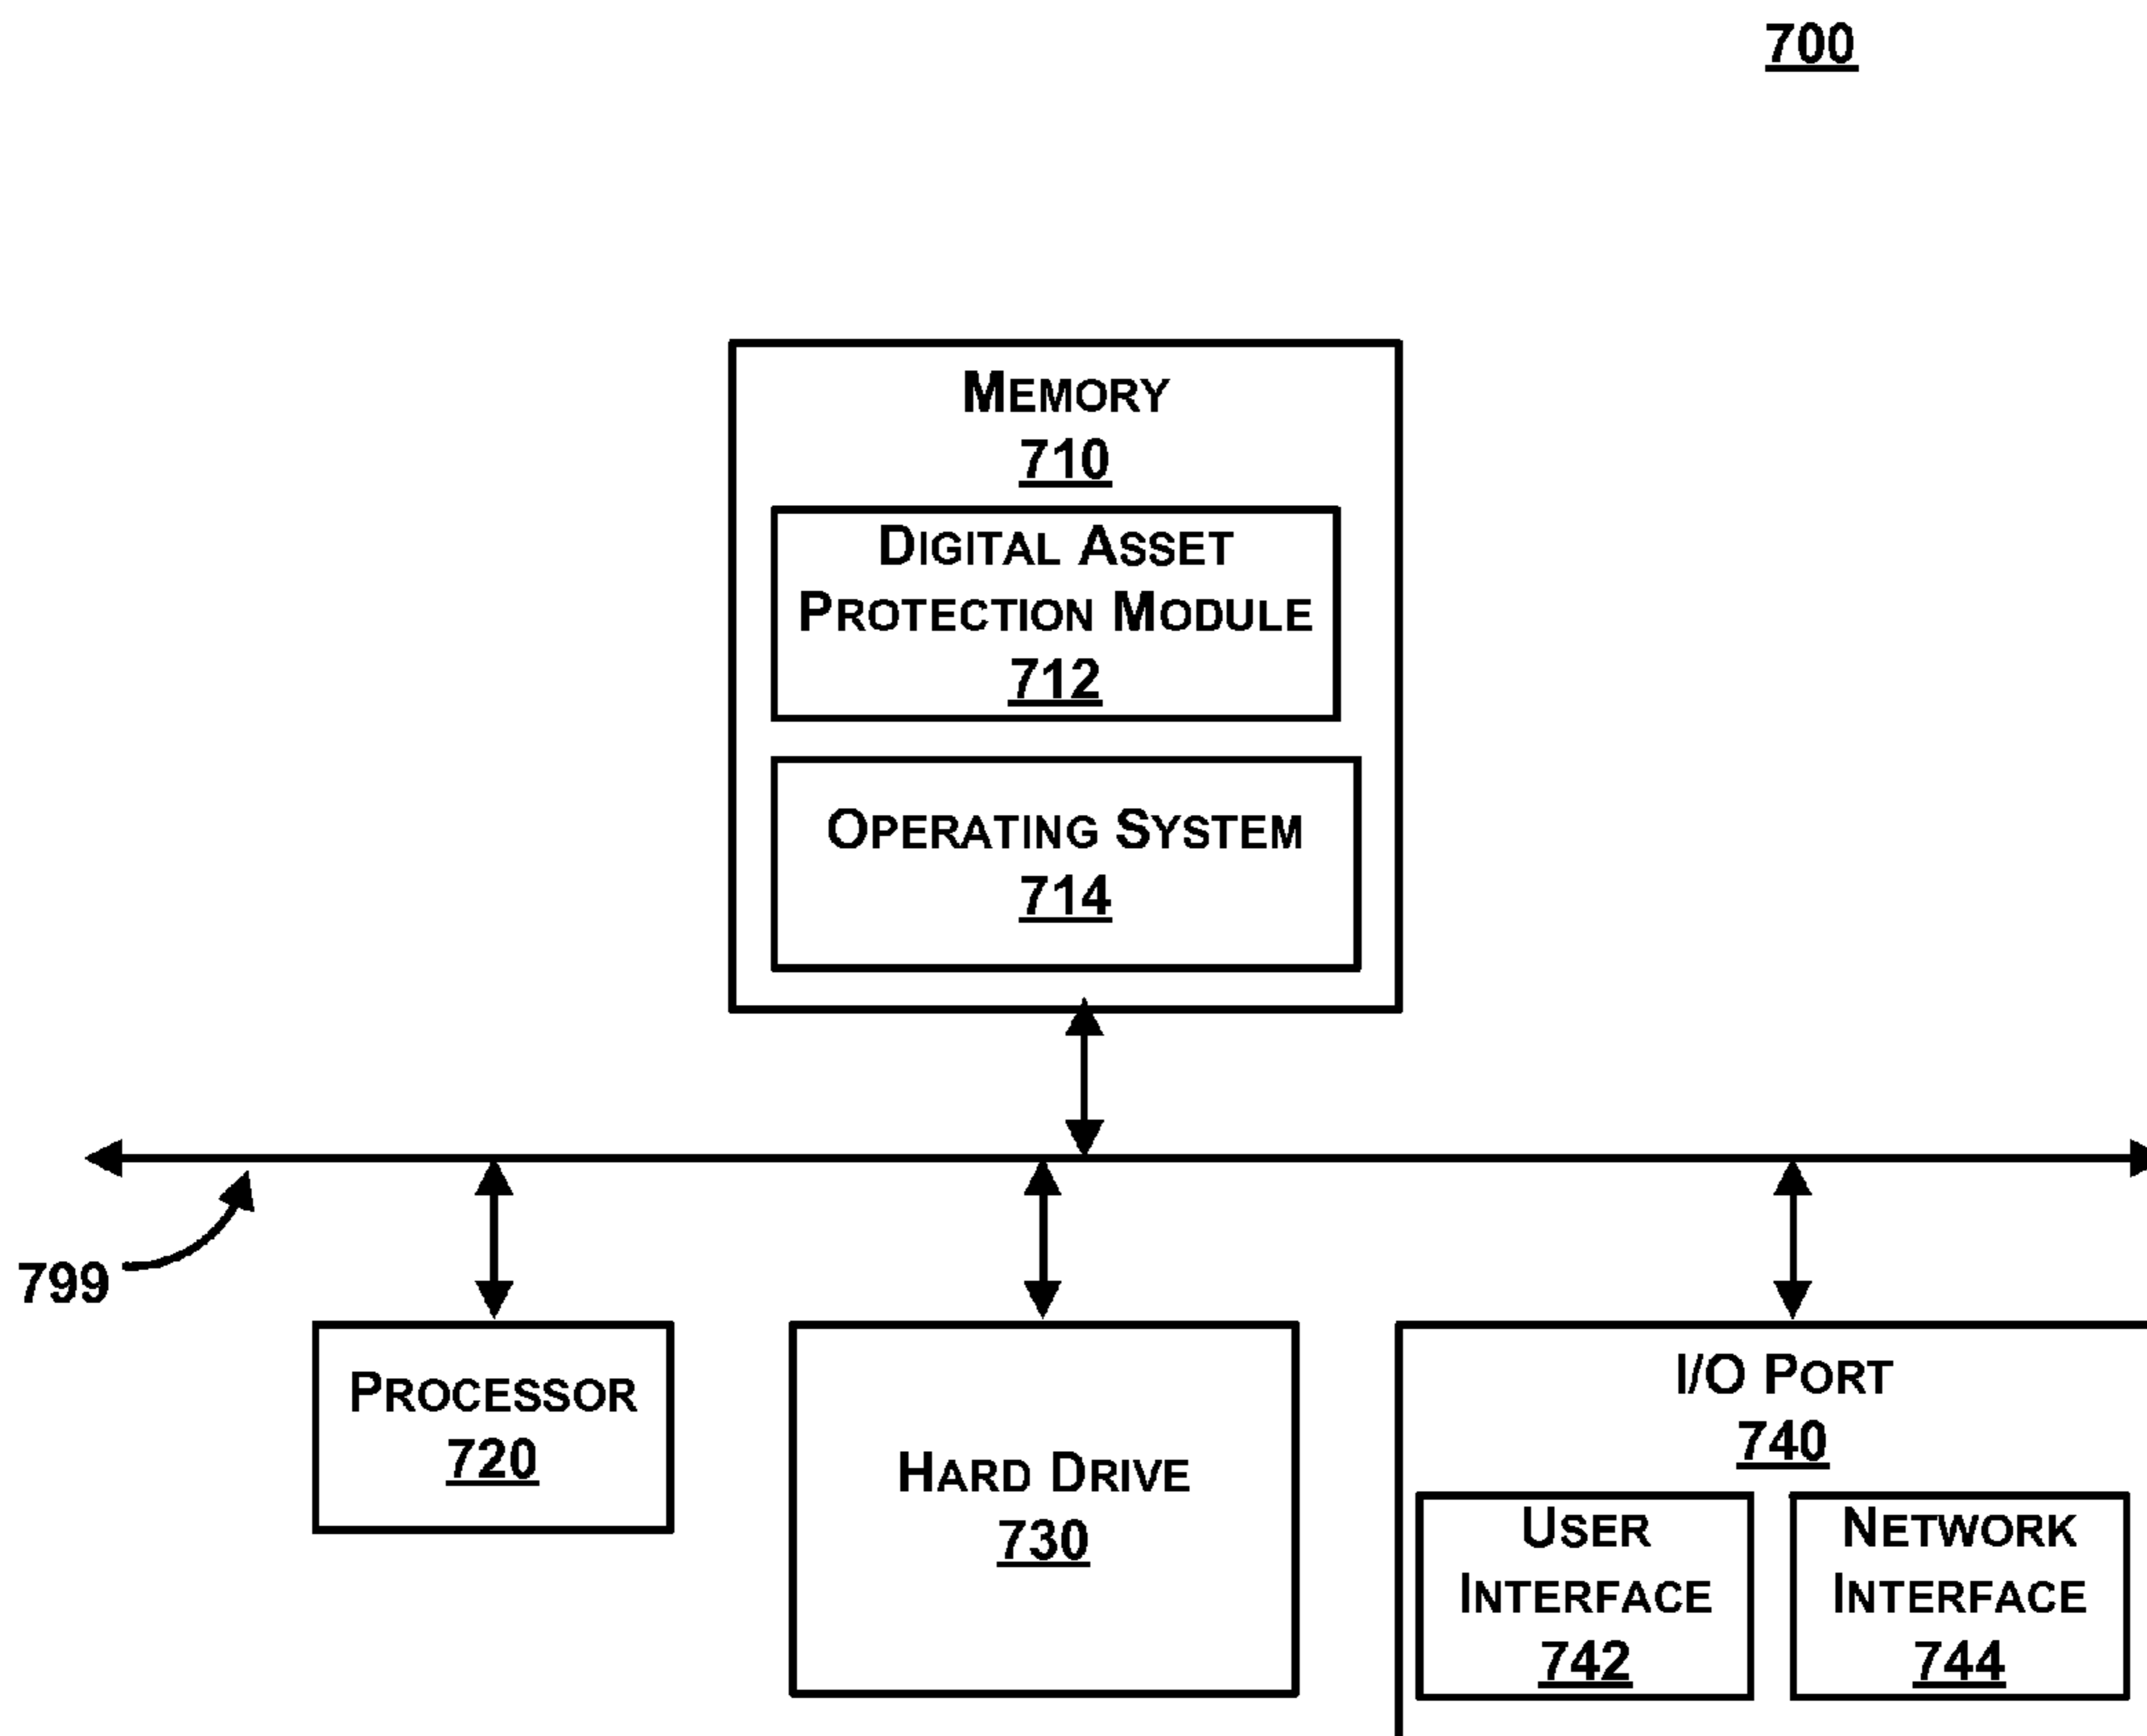 700
MEMORY
710
DIGITAL ASSET
PROTECTION MODULE
712
OPERATING SYSTEM
714
799
PROCESSOR
720
HARD DRIVE
730
I/O PORT
740
USER
INTERFACE
742
NETWORK
INTERFACE
744